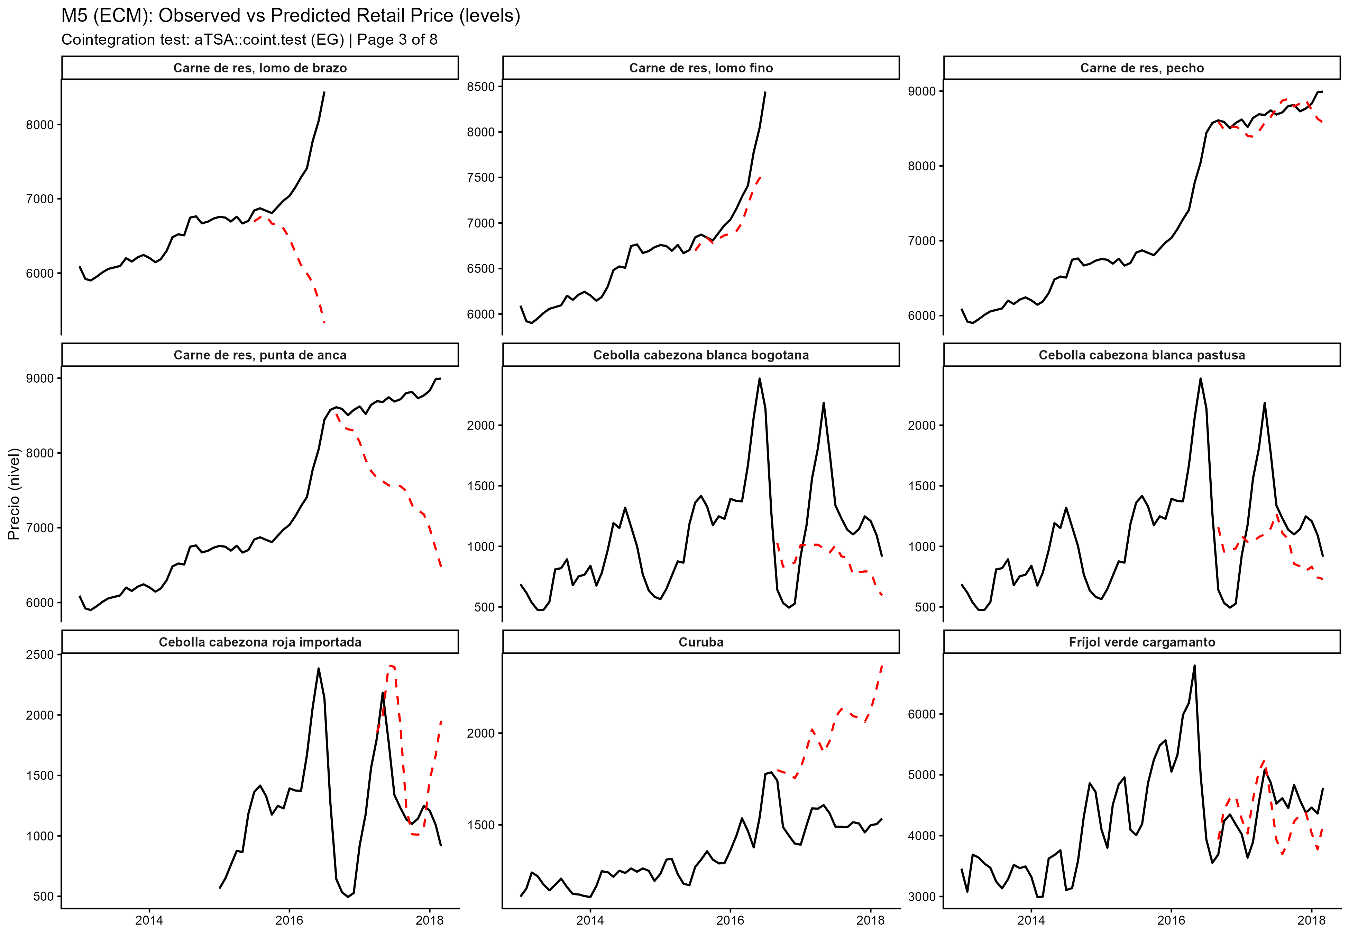 M5 (ECM): Observed vs Predicted Retail Price (levels)
Cointegration test: aTSA::coint.test (EG) | Page 3 of 8
Carne de res, lomo de brazo
Carne de res, lomo fino
Carne de res, pecho
8000
7000
6000
8500
8000
7500
7000
6500
6000
9000
8000
7000
6000
Precio (nivel)
Carne de res, punta de anca
Cebolla cabezona blanca bogotana
Cebolla cabezona blanca pastusa
9000
8000
7000
6000
2000
1500
1000
500
2000
1500
1000
500
Cebolla cabezona roja importada
Curuba
Fríjol verde cargamanto
2500
2000
1500
1000
500
2000
1500
6000
5000
4000
3000
2014 2016 2018
2014 2016 2018
2014 2016 2018